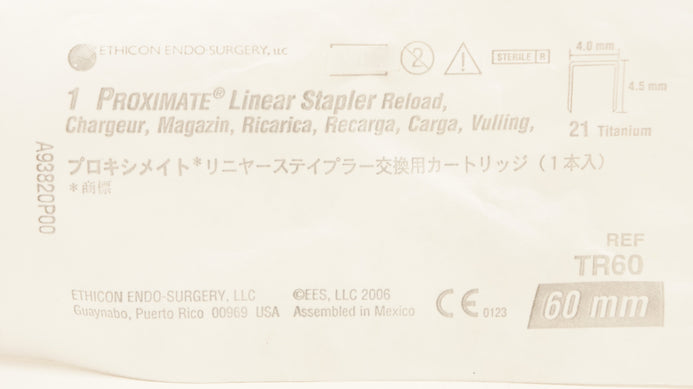 ETHICON ENDO-SURGERY, LLC
2
STERILE R
4.0 mm
4.5 mm
21 Titanium
1 PROXIMATE® Linear Stapler Reload,
Chargeur, Magazin, Ricarica, Recarga, Carga, Vulling,
プロキシメイト*リニヤーステイプラー交換用カートリッジ（1本入）
*商標
A93820P00
REF
TR60
60 mm
ETHICON ENDO-SURGERY, LLC
Guaynabo, Puerto Rico 00969 USA
©EES, LLC 2006
Assembled in Mexico
CE 0123